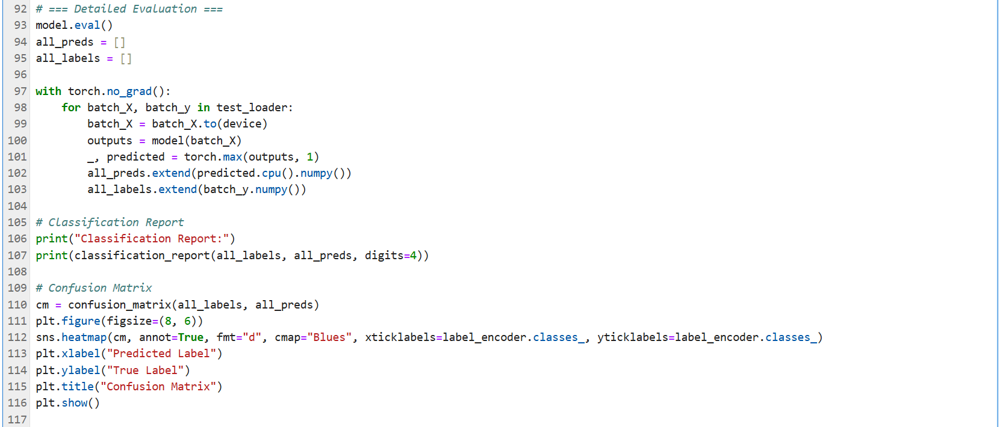 92 # === Detailed Evaluation ===
93 model.eval()
94 all_preds = []
95 all_labels = []
96
97 with torch.no_grad():
98     for batch_X, batch_y in test_loader:
99         batch_X = batch_X.to(device)
100         outputs = model(batch_X)
101         _, predicted = torch.max(outputs, 1)
102         all_preds.extend(predicted.cpu().numpy())
103         all_labels.extend(batch_y.numpy())
104
105 # Classification Report
106 print("Classification Report:")
107 print(classification_report(all_labels, all_preds, digits=4))
108
109 # Confusion Matrix
110 cm = confusion_matrix(all_labels, all_preds)
111 plt.figure(figsize=(8, 6))
112 sns.heatmap(cm, annot=True, fmt="d", cmap="Blues", xticklabels=label_encoder.classes_, yticklabels=label_encoder.classes_)
113 plt.xlabel("Predicted Label")
114 plt.ylabel("True Label")
115 plt.title("Confusion Matrix")
116 plt.show()
117